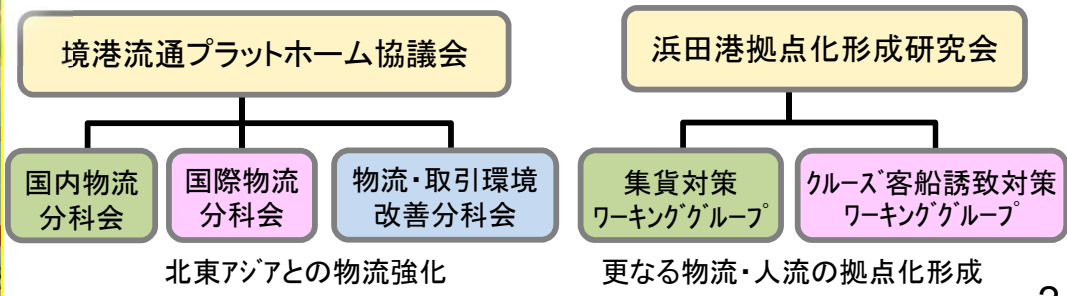 境港流通プラットホーム協議会
国内物流
分科会
国際物流
分科会
物流・取引環境
改善分科会
北東ｱｼﾞｱとの物流強化
浜田港拠点化形成研究会
集貨対策
ﾜｰｷﾝｸﾞｸﾞﾙｰﾌﾟ
ｸﾙｰｽﾞ客船誘致対策
ﾜｰｷﾝｸﾞｸﾞﾙｰﾌﾟ
更なる物流・人流の拠点化形成